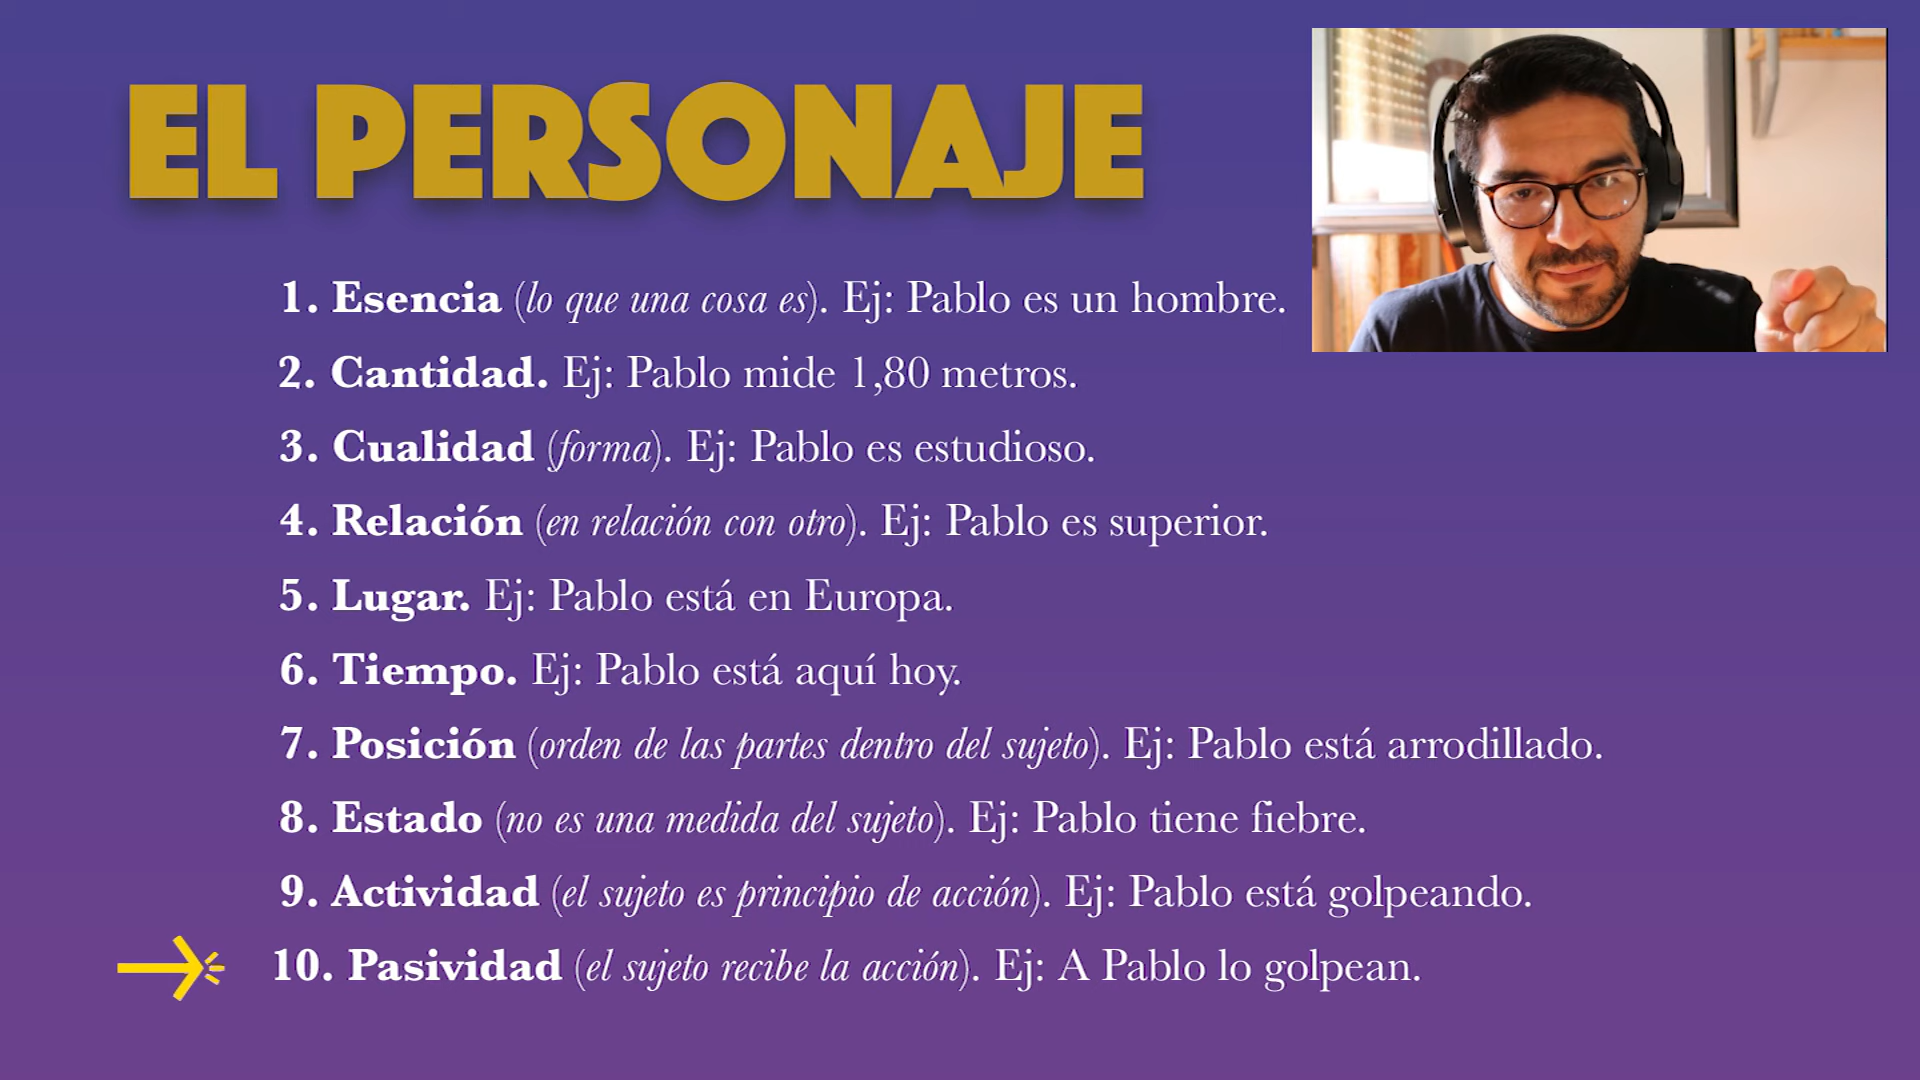 EL PERSONAJE
1. Esencia (lo que una cosa es). Ej: Pablo es un hombre.
2. Cantidad. Ej: Pablo mide 1,80 metros.
3. Cualidad (forma). Ej: Pablo es estudioso.
4. Relación (en relación con otro). Ej: Pablo es superior.
5. Lugar. Ej: Pablo está en Europa.
6. Tiempo. Ej: Pablo está aquí hoy.
7. Posición (orden de las partes dentro del sujeto). Ej: Pablo está arrodillado.
8. Estado (no es una medida del sujeto). Ej: Pablo tiene fiebre.
9. Actividad (el sujeto es principio de acción). Ej: Pablo está golpeando.
10. Pasividad (el sujeto recibe la acción). Ej: A Pablo lo golpean.